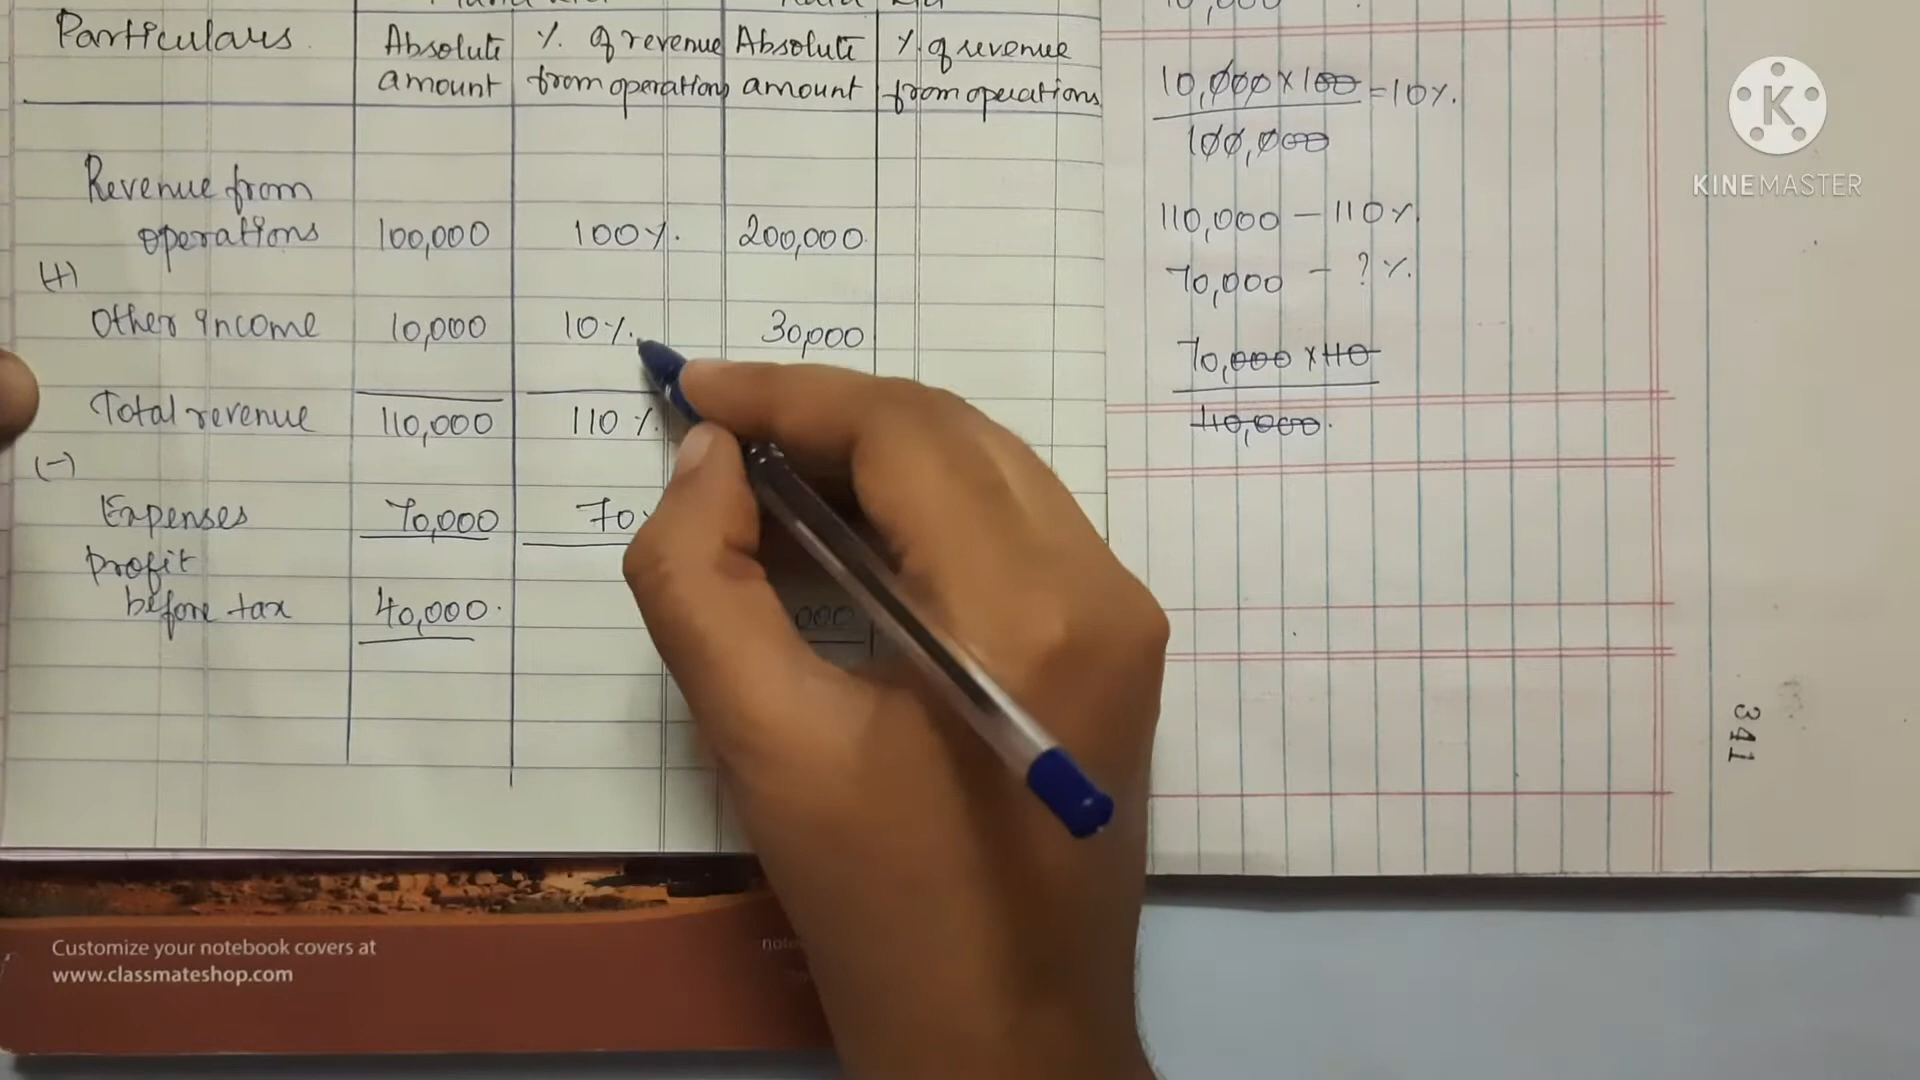 Particulars.
Absolute amount
% of revenue from operations
Absolute amount
% of revenue from operations
Revenue from
operations 100,000 100% 200,000
(+)
Other income 10,000 10% 30,000
Total revenue 110,000 110%
(-)
Expenses 70,000 70
Profit
before tax 40,000
000
10,000
10,000 x 100 = 10%.
100,000
110,000 - 110%
70,000 - ? %.
70,000 x 110
110,000.
341
K
KINEMASTER
Customize your notebook covers at
www.classmateshop.com